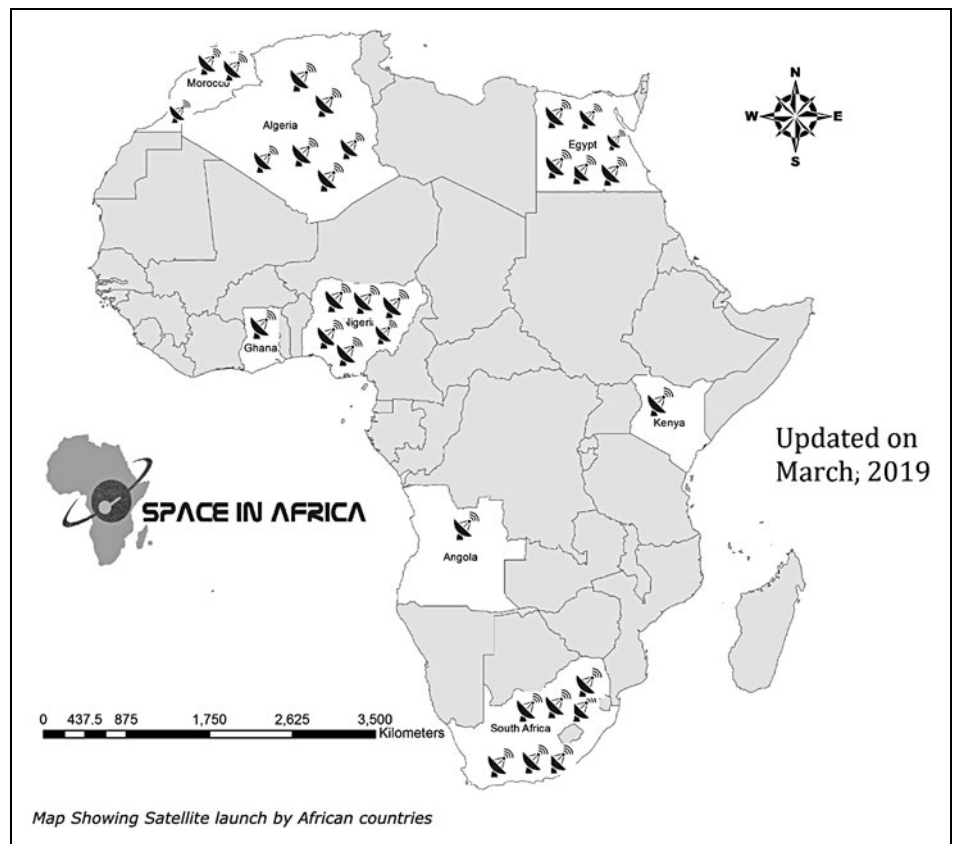 N
W E
S
Morocco
Algeria
Egypt
Nigeria
Ghana
Kenya
Updated on
March, 2019
SPACE IN AFRICA
Angola
0 437.5 875 1,750 2,625 3,500
Kilometers
South Africa
Map Showing Satellite launch by African countries